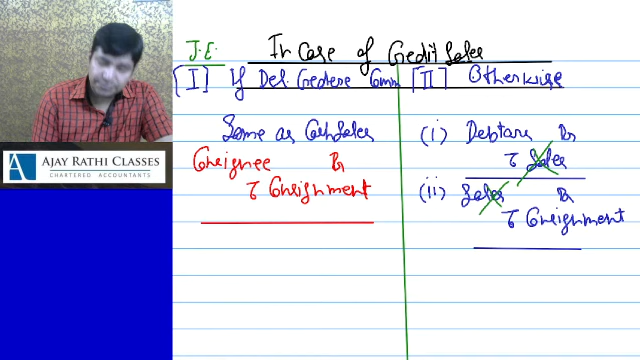 J.E. In Case of Credit Sales
[I] If Del. Credere Comm [II] Otherwise
Same as Cash Sales
Consignee Dr
To Consignment
(i) Debtors Dr
To Sales
(ii) Sales Dr
To Consignment
A
AJAY RATHI CLASSES
CHARTERED ACCOUNTANTS